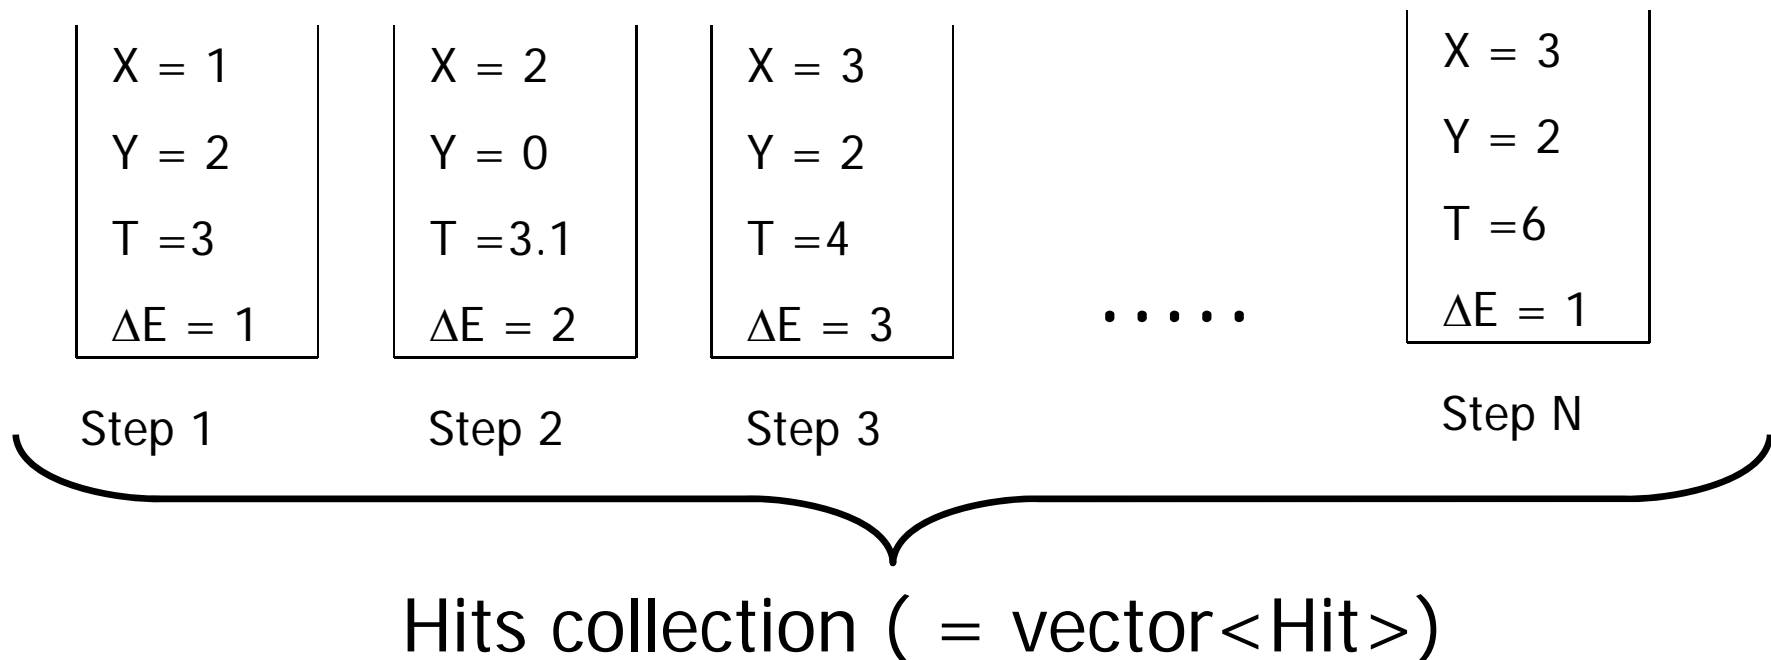 X = 1
Y = 2
T =3
ΔE = 1
Step 1
X = 2
Y = 0
T =3.1
ΔE = 2
Step 2
X = 3
Y = 2
T =4
ΔE = 3
Step 3
.....
X = 3
Y = 2
T =6
ΔE = 1
Step N
Hits collection ( = vector<Hit>)